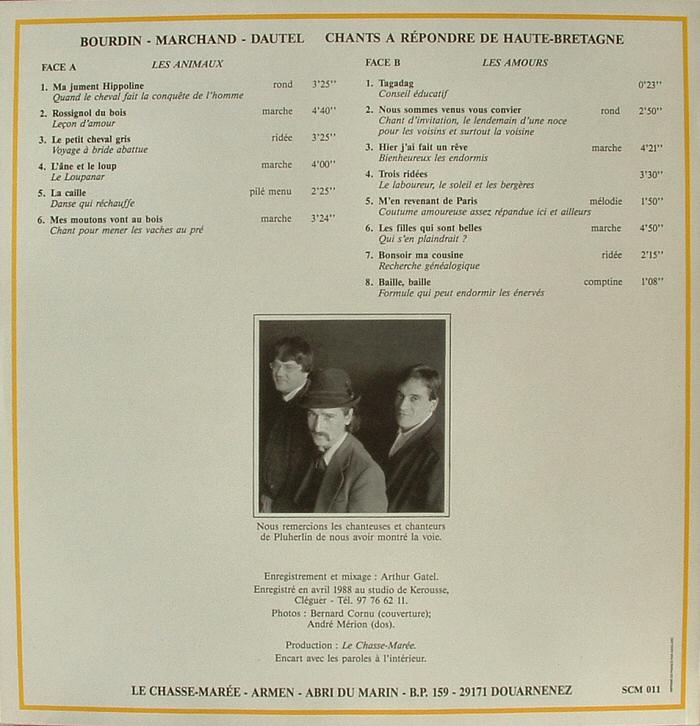 BOURDIN - MARCHAND - DAUTEL CHANTS A RÉPONDRE DE HAUTE-BRETAGNE
FACE A LES ANIMAUX
1. Ma jument Hippoline rond 3'25''
Quand le cheval fait la conquête de l'homme
2. Rossignol du bois marche 4'40''
Leçon d'amour
3. Le petit cheval gris ridée 3'25''
Voyage à bride abattue
4. L'âne et le loup marche 4'00''
Le Loupanar
5. La caille pilé menu 2'25''
Danse qui réchauffe
6. Mes moutons vont au bois marche 3'24''
Chant pour mener les vaches au pré
FACE B LES AMOURS
1. Tagadag 0'23''
Conseil éducatif
2. Nous sommes venus vous convier rond 2'50''
Chant d'invitation, le lendemain d'une noce
pour les voisins et surtout la voisine
3. Hier j'ai fait un rêve marche 4'21''
Bienheureux les endormis
4. Trois ridées 3'30''
Le laboureur, le soleil et les bergères
5. M'en revenant de Paris mélodie 1'50''
Coutume amoureuse assez répandue ici et ailleurs
6. Les filles qui sont belles marche 4'50''
Qui s'en plaindrait ?
7. Bonsoir ma cousine ridée 2'15''
Recherche généalogique
8. Baille, baille comptine 1'08''
Formule qui peut endormir les énervés
Nous remercions les chanteuses et chanteurs
de Pluherlin de nous avoir montré la voie.
Enregistrement et mixage : Arthur Gatel.
Enregistré en avril 1988 au studio de Kerousse,
Cléguer - Tél. 97 76 62 11.
Photos : Bernard Cornu (couverture);
André Mérion (dos).
Production : Le Chasse-Marée.
Encart avec les paroles à l'intérieur.
LE CHASSE-MARÉE - ARMEN - ABRI DU MARIN - B.P. 159 - 29171 DOUARNENEZ SCM 011